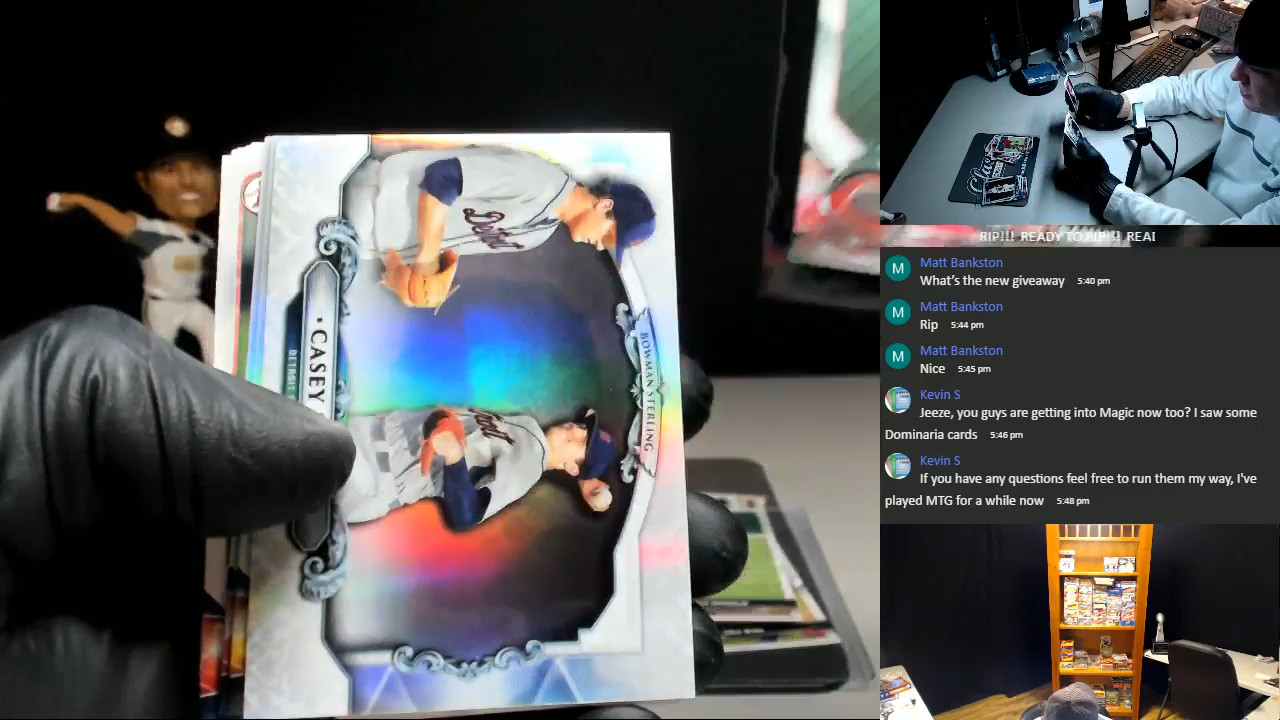 BOWMAN STERLING
• CASEY
DETROIT
Detroit
Classic
RIP!!! READY TO RIP!!! REAI
M Matt Bankston
What's the new giveaway 5:40 pm
M Matt Bankston
Rip 5:44 pm
M Matt Bankston
Nice 5:45 pm
Kevin S
Jeeze, you guys are getting into Magic now too? I saw some
Dominaria cards 5:46 pm
Kevin S
If you have any questions feel free to run them my way, I've
played MTG for a while now 5:48 pm